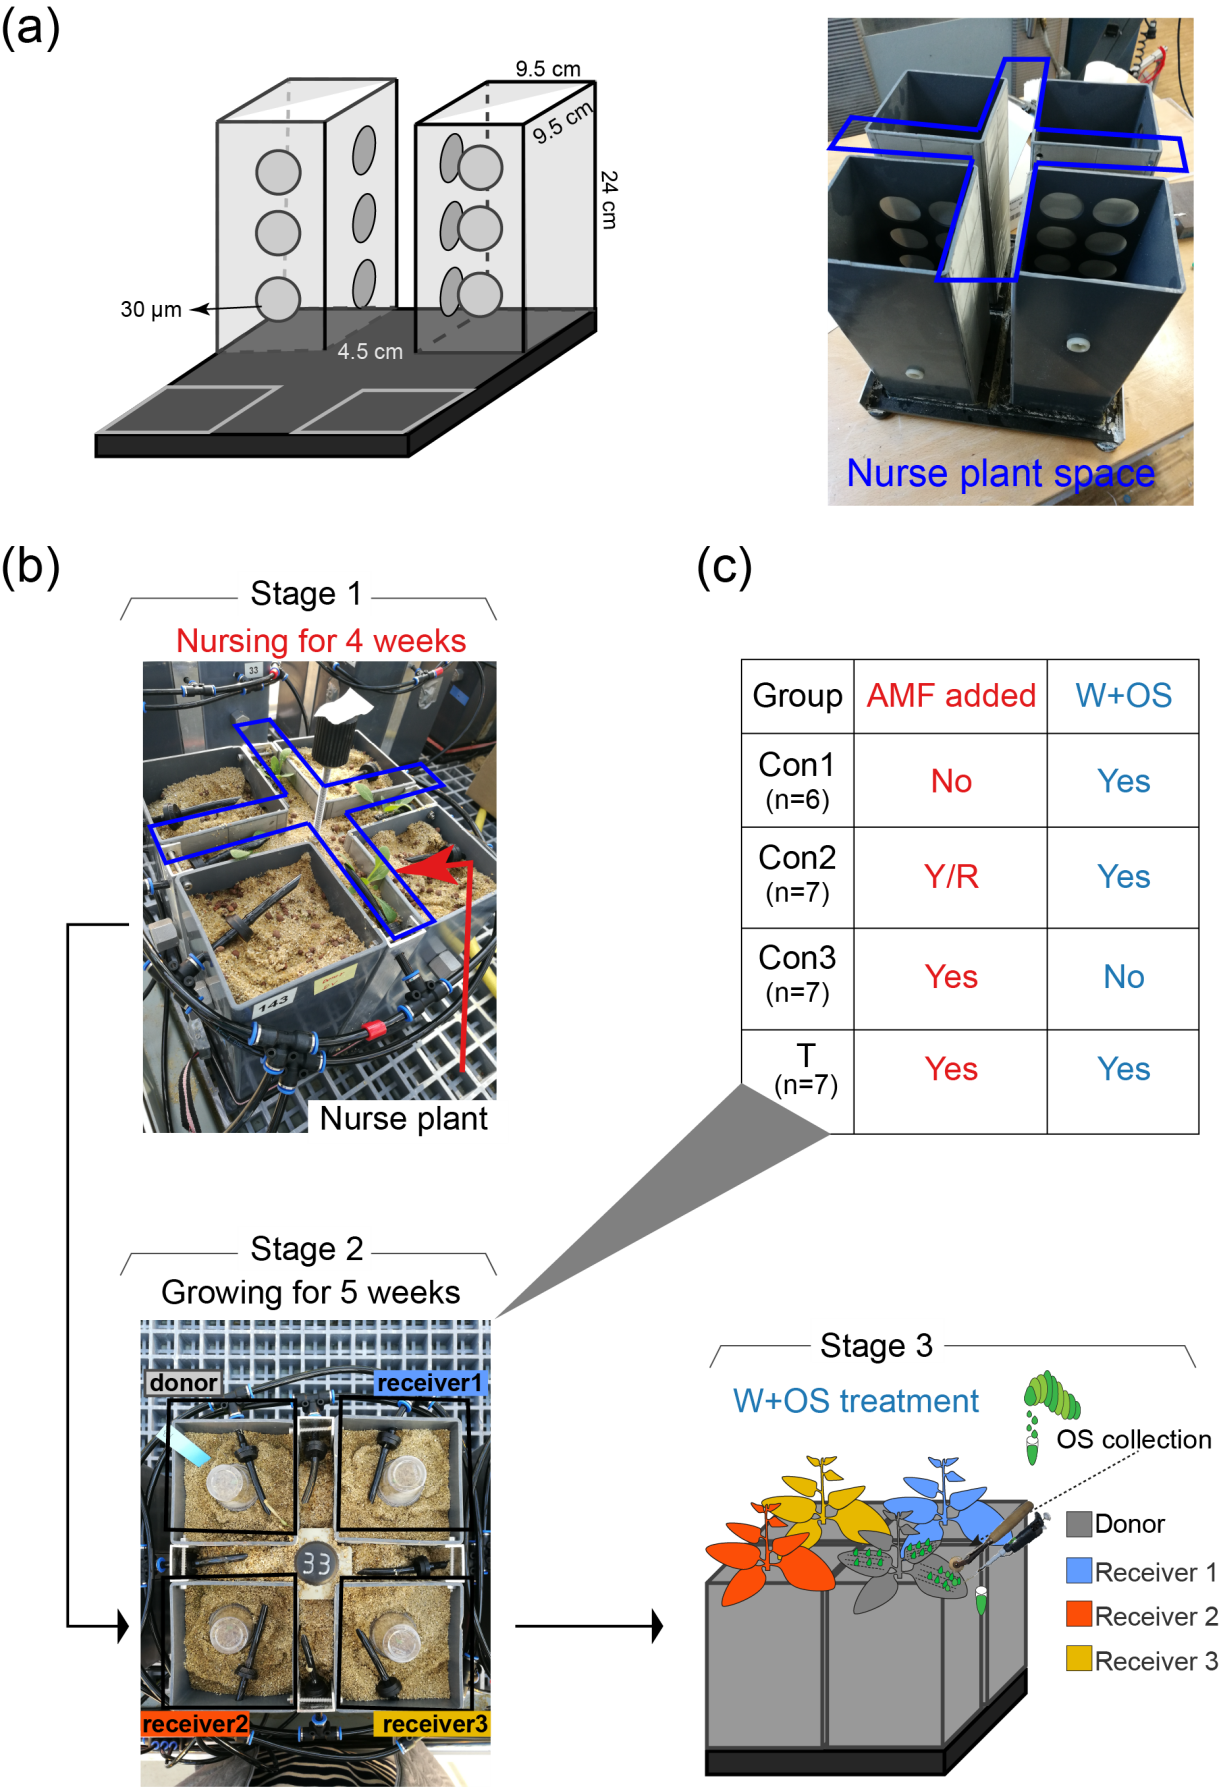 (a)
9.5 cm
9.5 cm
24 cm
30 µm
4.5 cm
Nurse plant space
(b)
Stage 1
Nursing for 4 weeks
33
143
Nurse plant
(c)
Group AMF added W+OS
Con1 (n=6) No Yes
Con2 (n=7) Y/R Yes
Con3 (n=7) Yes No
T (n=7) Yes Yes
Stage 2
Growing for 5 weeks
donor
receiver1
33
receiver2
receiver3
Stage 3
W+OS treatment
OS collection
Donor
Receiver 1
Receiver 2
Receiver 3